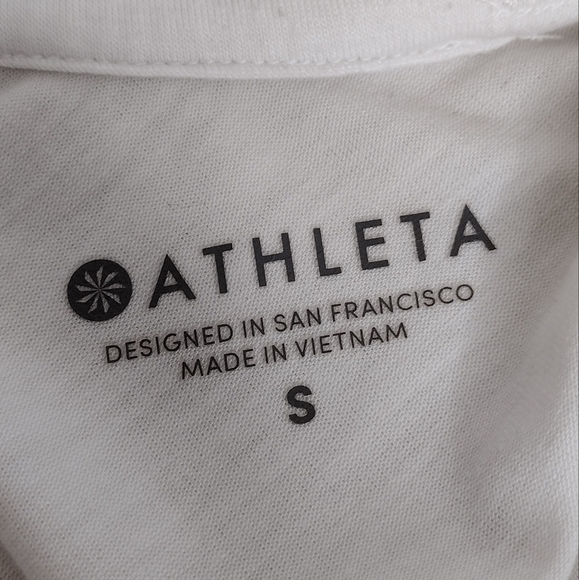 ATHLETA
DESIGNED IN SAN FRANCISCO
MADE IN VIETNAM
S